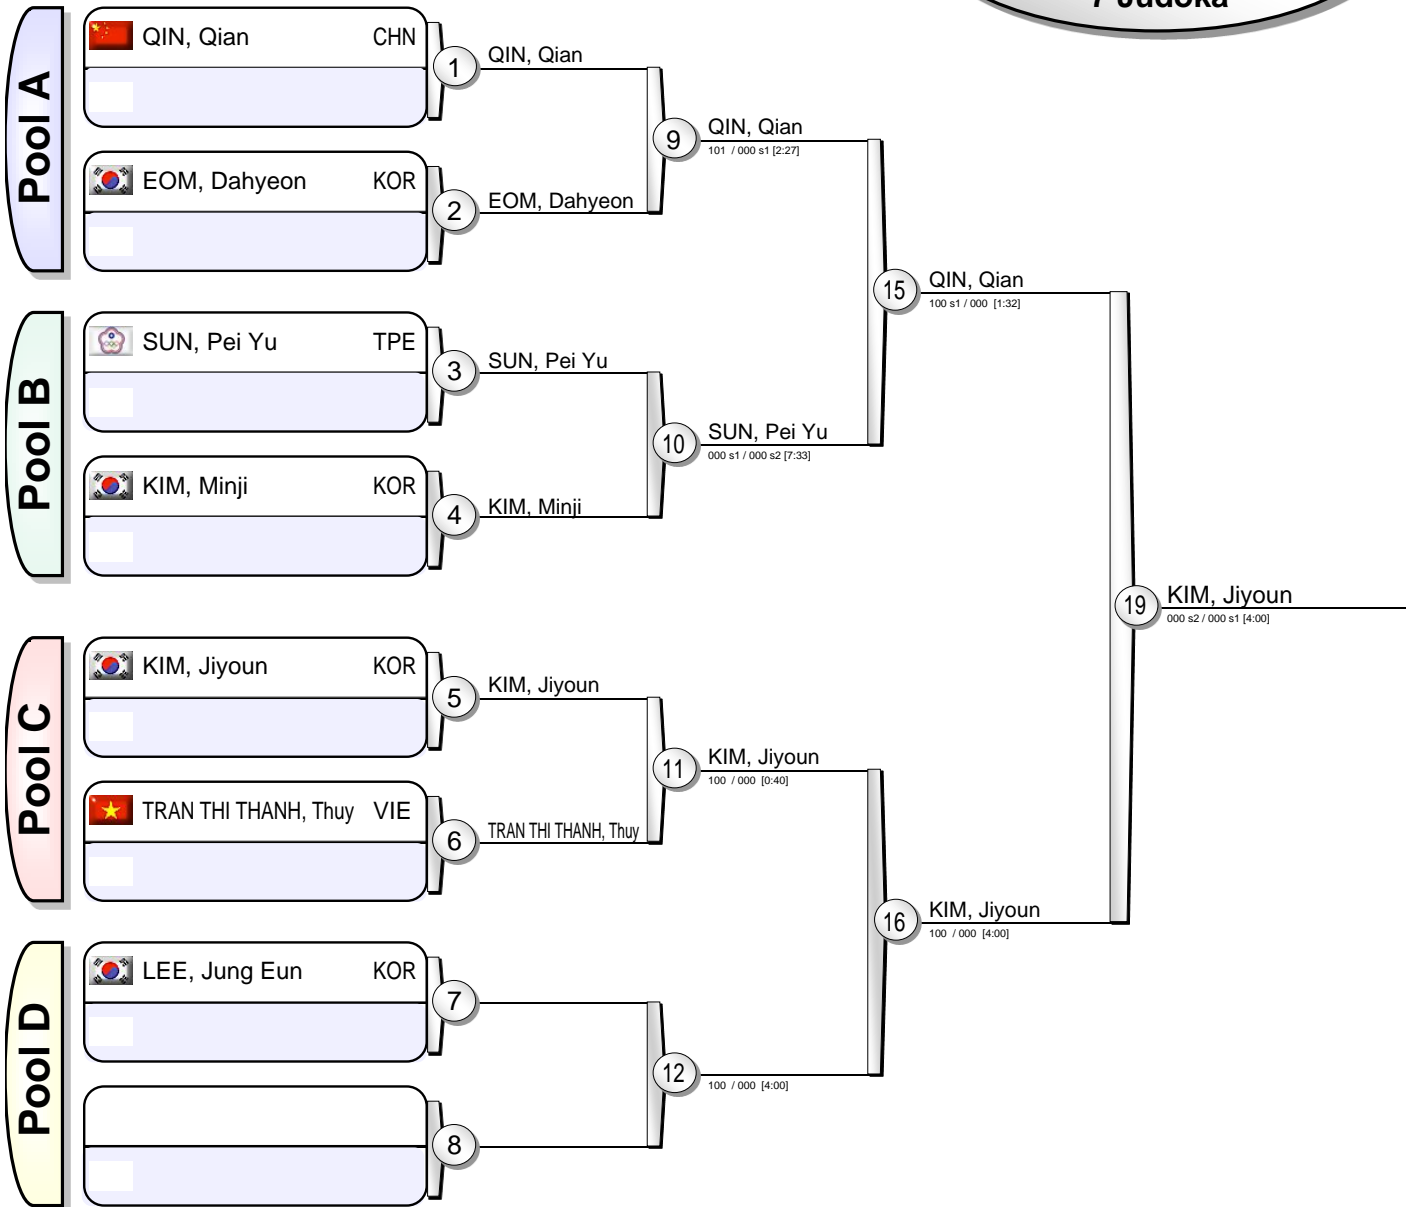 7 Judoka
Pool A
QIN, Qian CHN
1
QIN, Qian
EOM, Dahyeon KOR
2
EOM, Dahyeon
9
QIN, Qian
101 / 000 s1 [2:27]
Pool B
SUN, Pei Yu TPE
3
SUN, Pei Yu
KIM, Minji KOR
4
KIM, Minji
10
SUN, Pei Yu
000 s1 / 000 s2 [7:33]
15
QIN, Qian
100 s1 / 000 [1:32]
Pool C
KIM, Jiyoun KOR
5
KIM, Jiyoun
TRAN THI THANH, Thuy VIE
6
TRAN THI THANH, Thuy
11
KIM, Jiyoun
100 / 000 [0:40]
Pool D
LEE, Jung Eun KOR
7
8
12
100 / 000 [4:00]
16
KIM, Jiyoun
100 / 000 [4:00]
19
KIM, Jiyoun
000 s2 / 000 s1 [4:00]